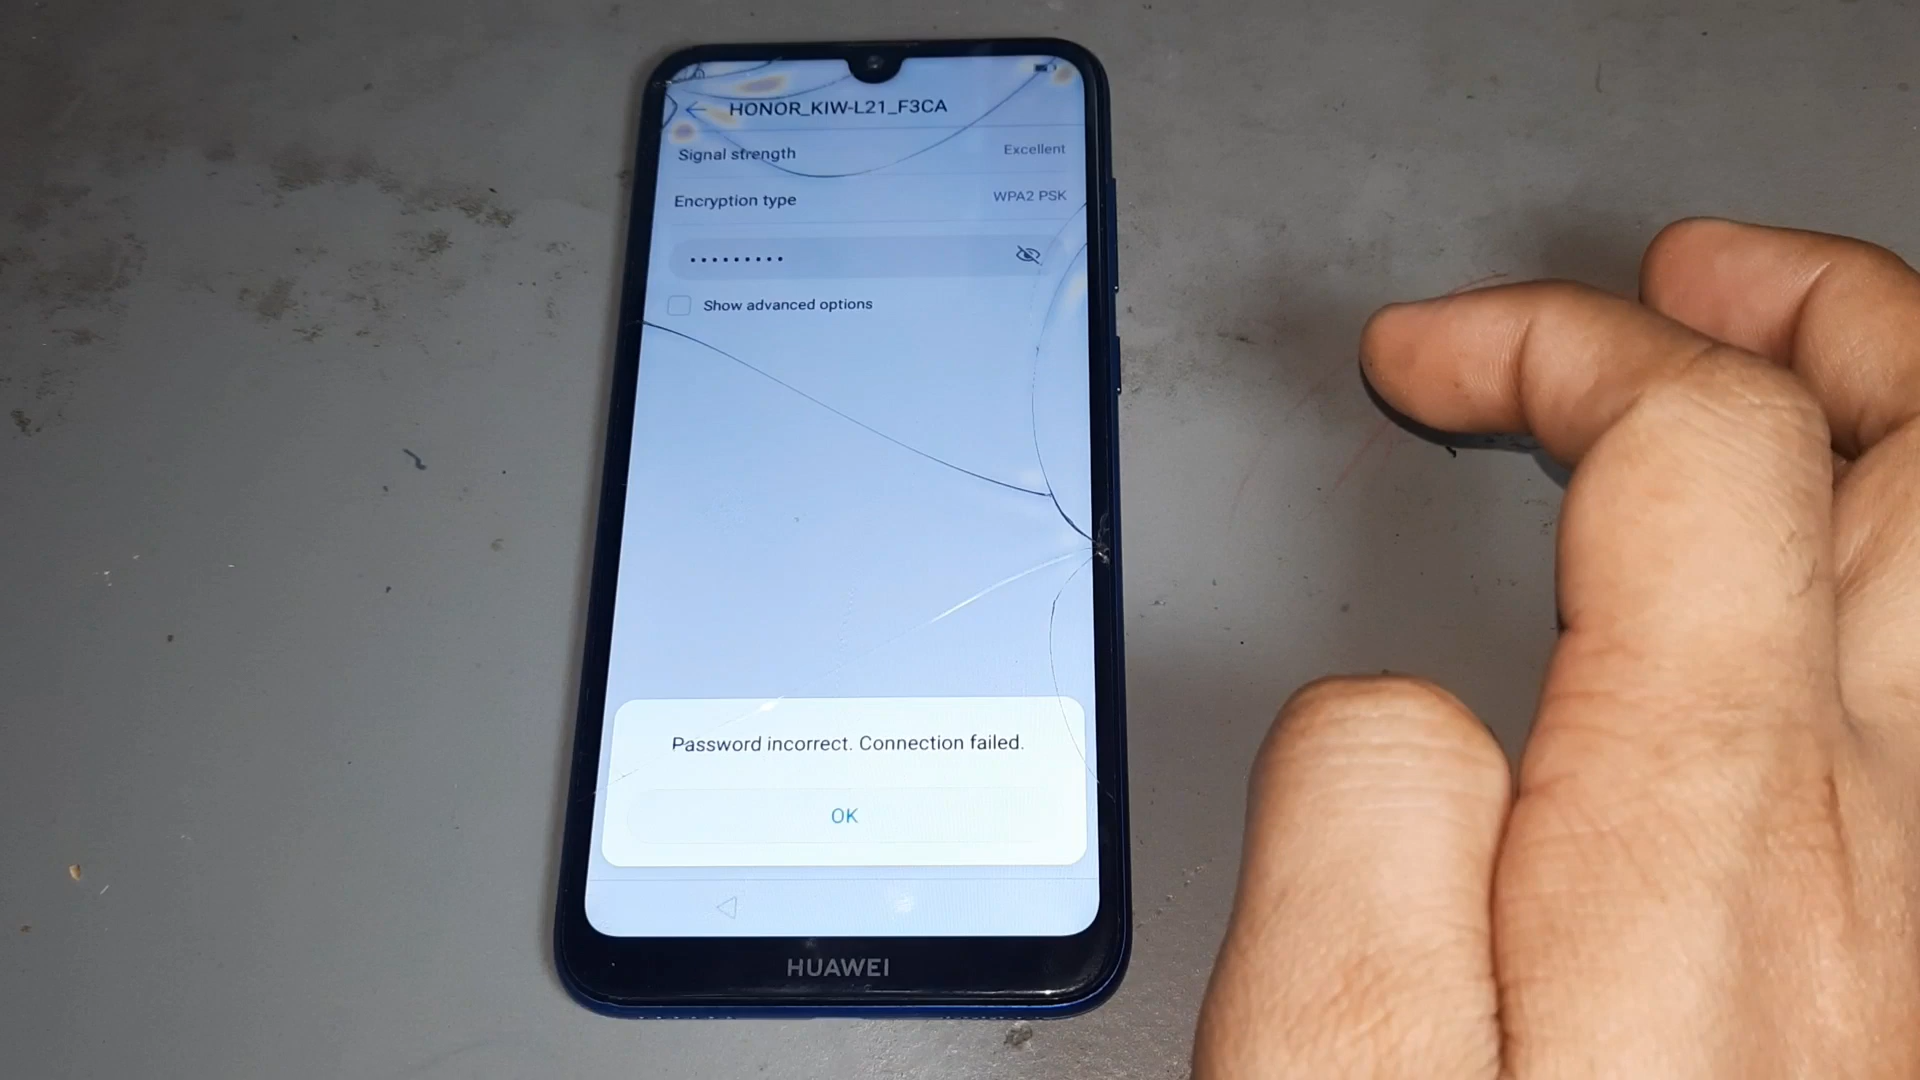 HONOR_KIW-L21_F3CA
Signal strength Excellent
Encryption type WPA2 PSK
•••••••••
Show advanced options
Password incorrect. Connection failed.
OK
HUAWEI